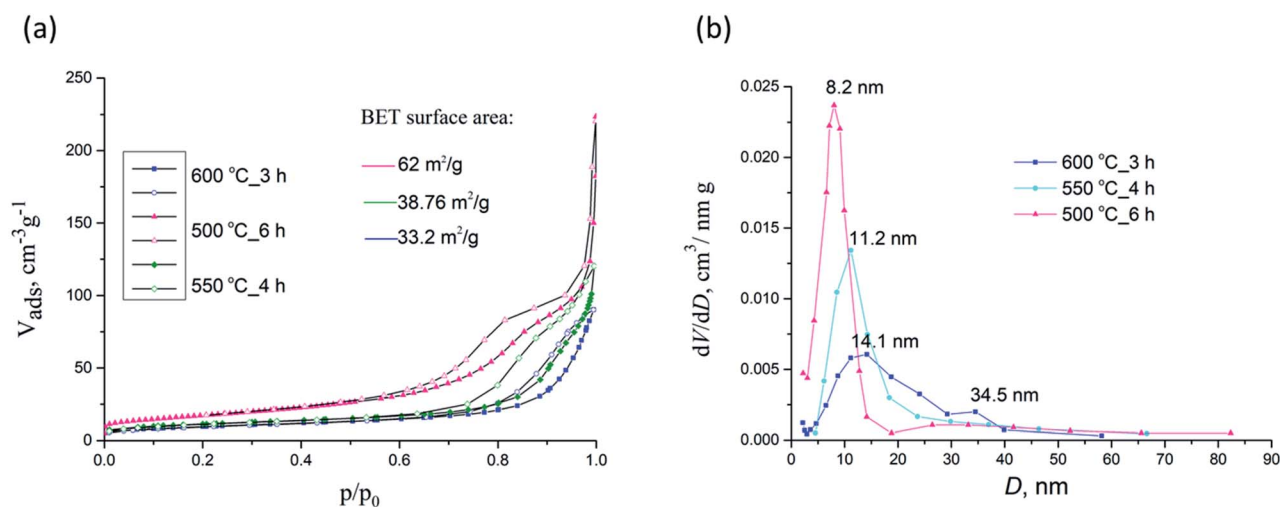 (a)
250
200
150
100
50
0
V_ads, cm⁻³g⁻¹
0.0 0.2 0.4 0.6 0.8 1.0
p/p₀
600 °C_3 h
500 °C_6 h
550 °C_4 h
BET surface area:
62 m²/g
38.76 m²/g
33.2 m²/g
(b)
0.025
0.020
0.015
0.010
0.005
0.000
dV/dD, cm³/ nm g
0 10 20 30 40 50 60 70 80 90
D, nm
8.2 nm
11.2 nm
14.1 nm
34.5 nm
600 °C_3 h
550 °C_4 h
500 °C_6 h